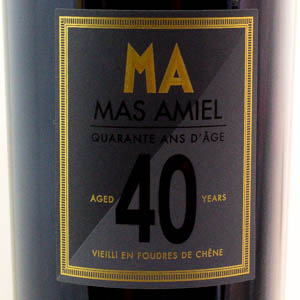 MA
MAS AMIEL
QUARANTE ANS D'ÂGE
AGED 40 YEARS
VIEILLI EN FOUDRES DE CHÊNE